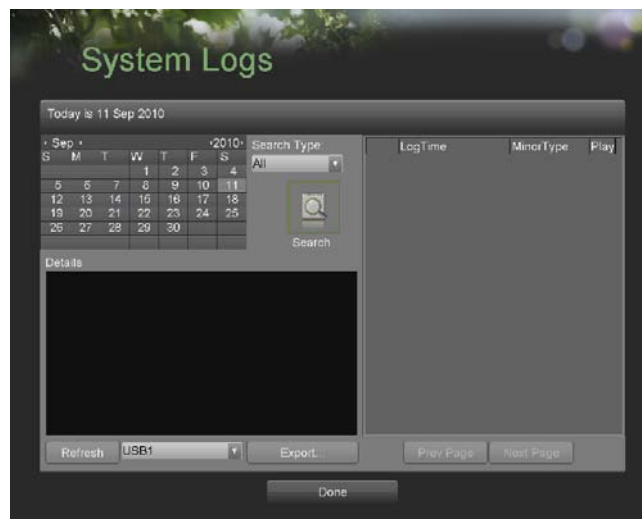 System Logs
Today is 11 Sep 2010
Sep 2010
S M T W T F S
1 2 3 4
5 6 7 8 9 10 11
12 13 14 15 16 17 18
19 20 21 22 23 24 25
26 27 28 29 30
Search Type:
All
Search
LogTime MinorType Play
Details
Refresh USB1 Export... Prev Page Next Page
Done